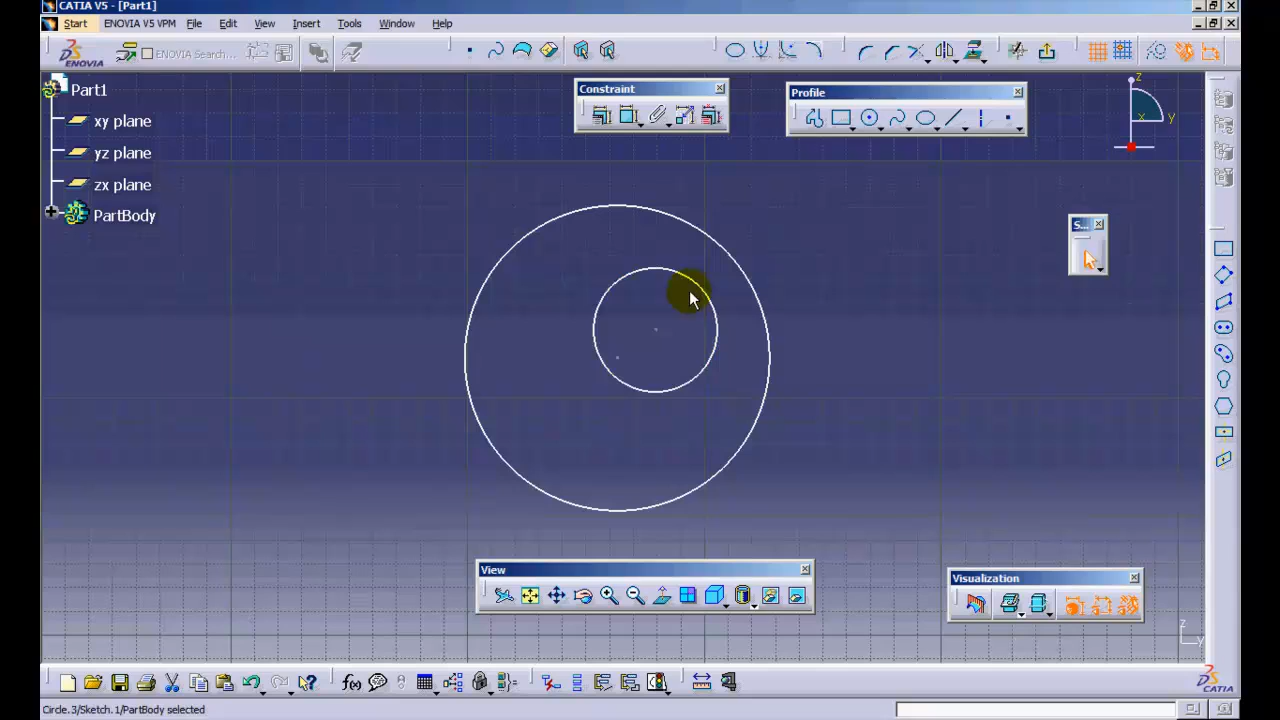 CATIA V5 - [Part1]
Start ENOVIA V5 VPM File Edit View Insert Tools Window Help
ENOVIA ENOVIA Search...
Part1
xy plane
yz plane
zx plane
PartBody
Constraint
Profile
z
x
y
S...
View
Visualization
z
y
f(x)
CATIA
Circle.3/Sketch.1/PartBody selected